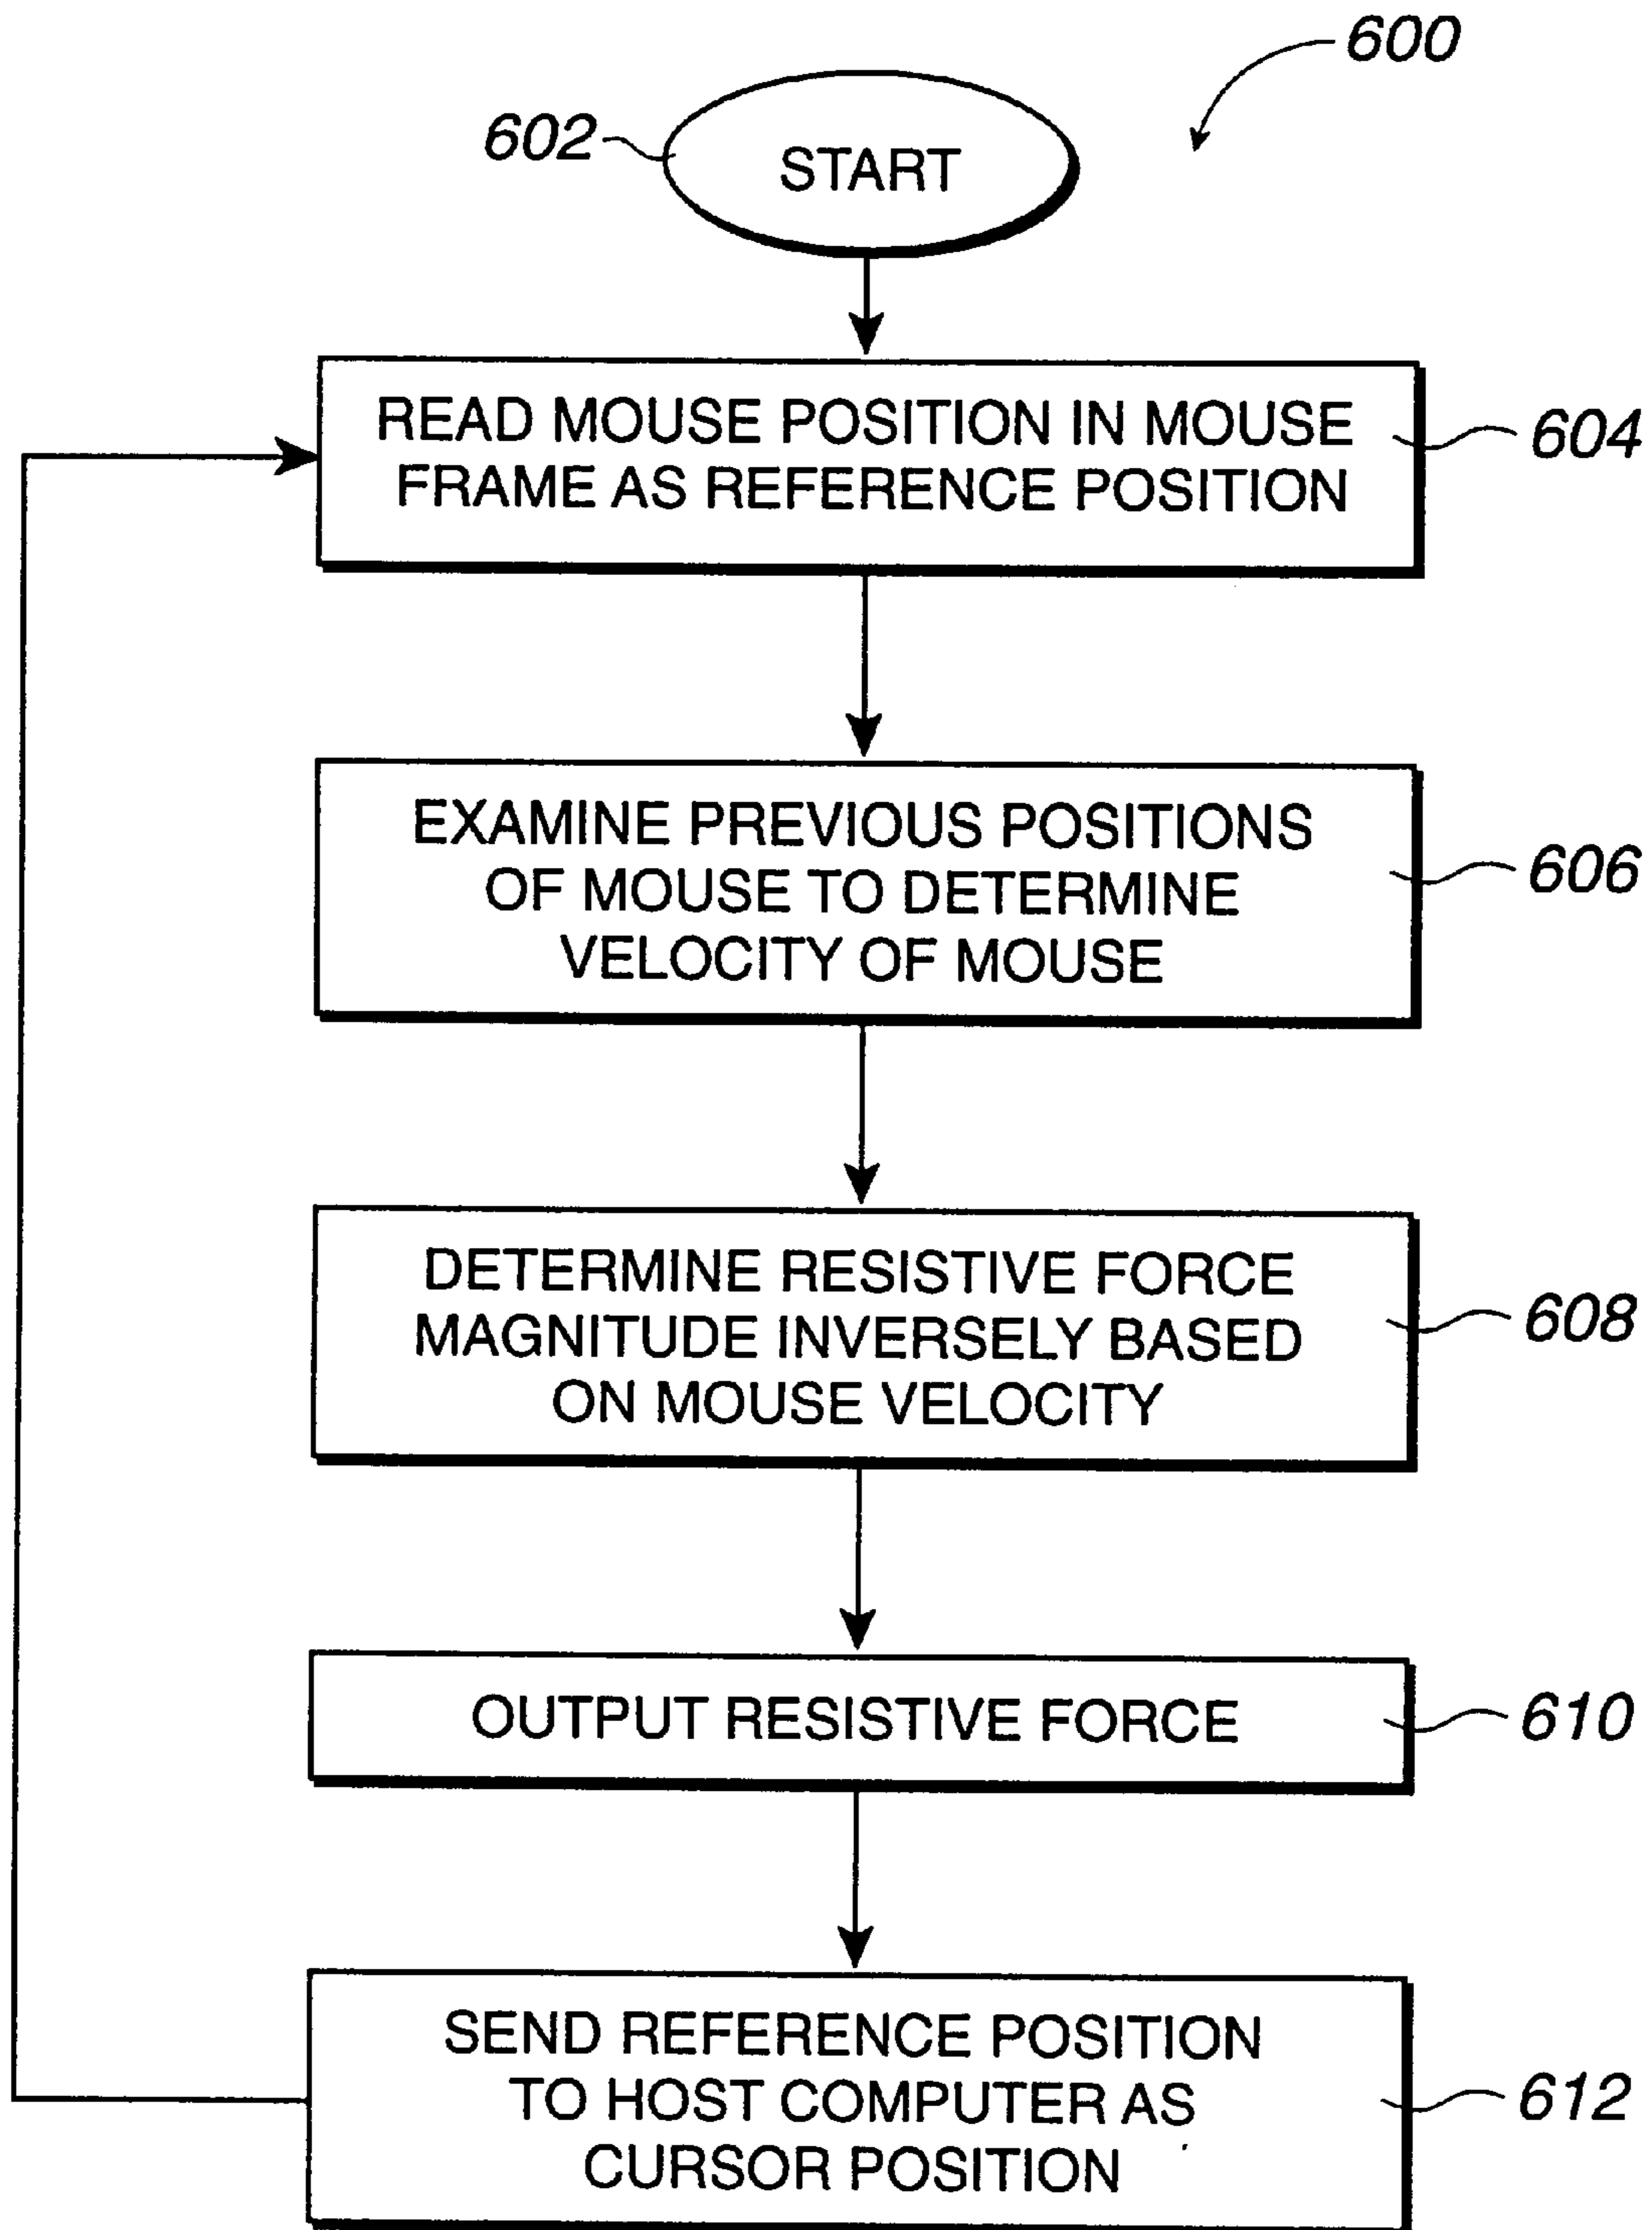 600
602
START
READ MOUSE POSITION IN MOUSE
FRAME AS REFERENCE POSITION
604
EXAMINE PREVIOUS POSITIONS
OF MOUSE TO DETERMINE
VELOCITY OF MOUSE
606
DETERMINE RESISTIVE FORCE
MAGNITUDE INVERSELY BASED
ON MOUSE VELOCITY
608
OUTPUT RESISTIVE FORCE
610
SEND REFERENCE POSITION
TO HOST COMPUTER AS
CURSOR POSITION
612